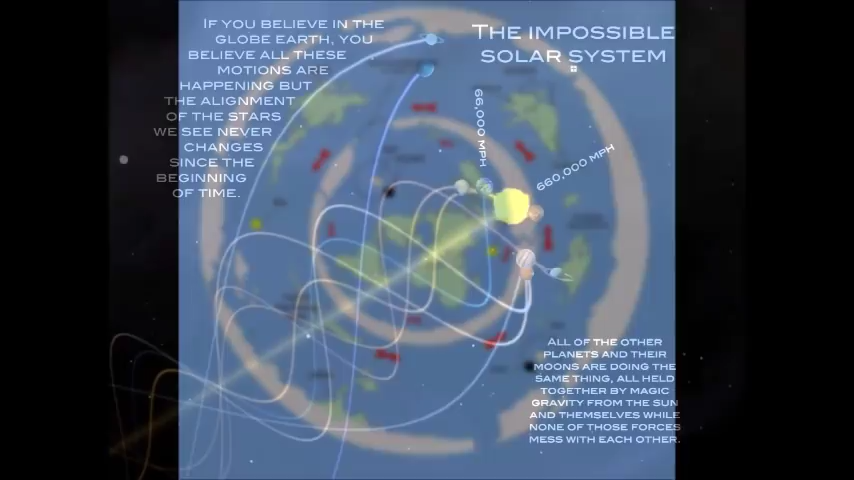 IF YOU BELIEVE IN THE
GLOBE EARTH, YOU
BELIEVE ALL THESE
MOTIONS ARE
HAPPENING BUT
THE ALIGNMENT
OF THE STARS
WE SEE NEVER
CHANGES
SINCE THE
BEGINNING
OF TIME.
THE IMPOSSIBLE
SOLAR SYSTEM
66,000 MPH
660,000 MPH
ALL OF THE OTHER
PLANETS AND THEIR
MOONS ARE DOING THE
SAME THING, ALL HELD
TOGETHER BY MAGIC
GRAVITY FROM THE SUN
AND THEMSELVES WHILE
NONE OF THOSE FORCES
MESS WITH EACH OTHER.